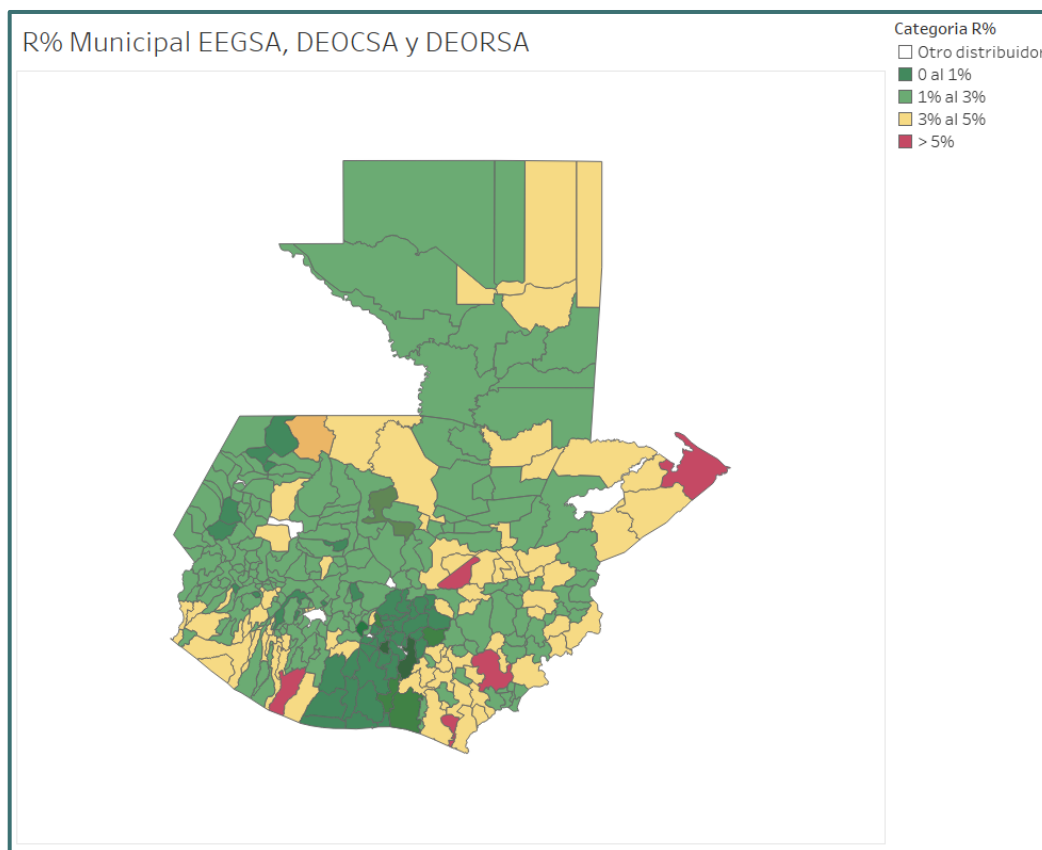 R% Municipal EEGSA, DEOCSA y DEORSA
Categoria R%
Otro distribuidor
0 al 1%
1% al 3%
3% al 5%
> 5%